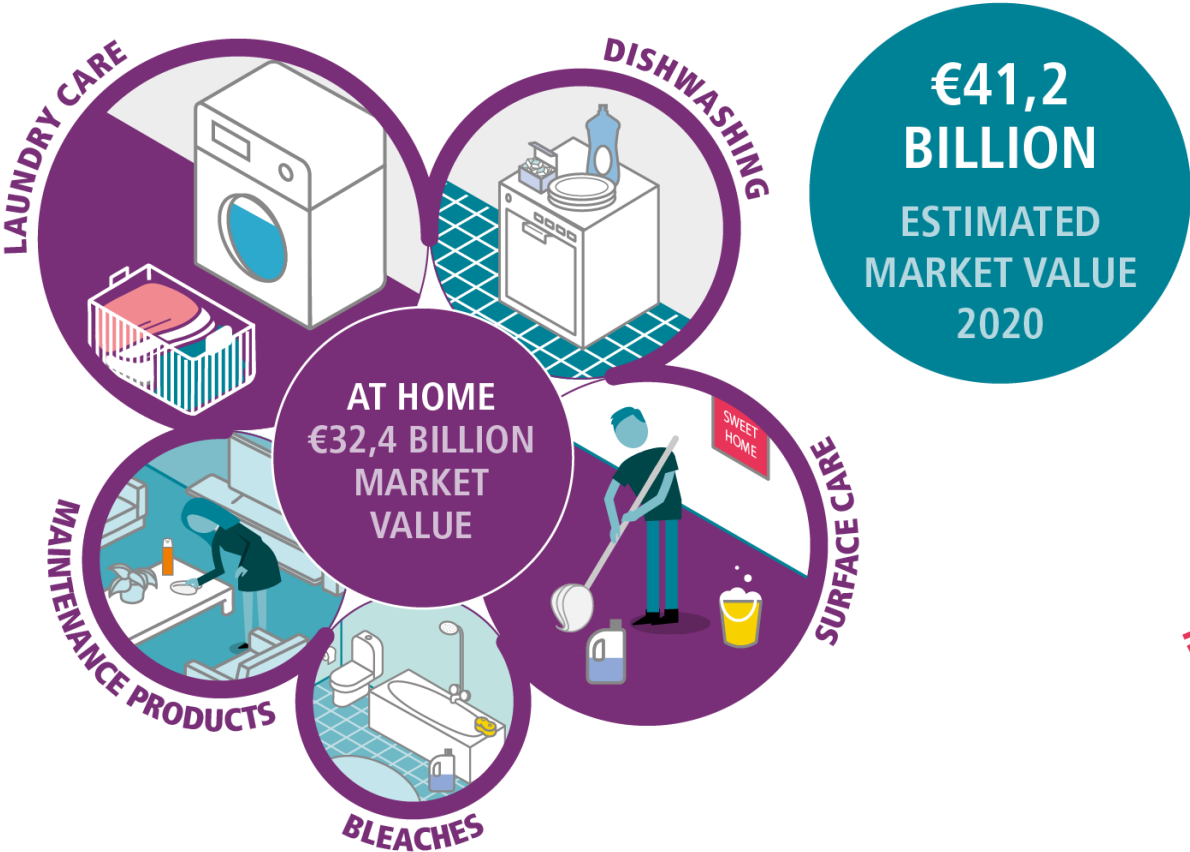 LAUNDRY CARE
DISHWASHING
€41,2
BILLION
ESTIMATED
MARKET VALUE
2020
AT HOME
€32,4 BILLION
MARKET
VALUE
SWEET
HOME
SURFACE CARE
MAINTENANCE PRODUCTS
BLEACHES